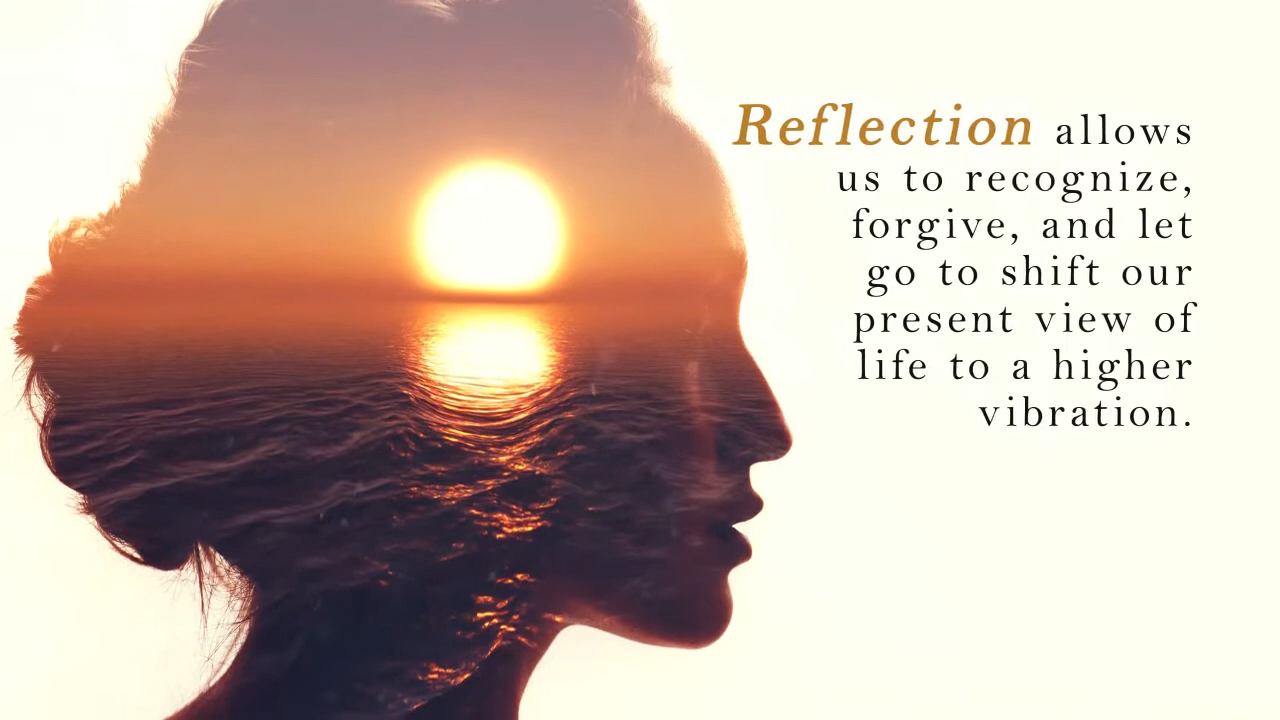 Reflection allows
us to recognize,
forgive, and let
go to shift our
present view of
life to a higher
vibration.